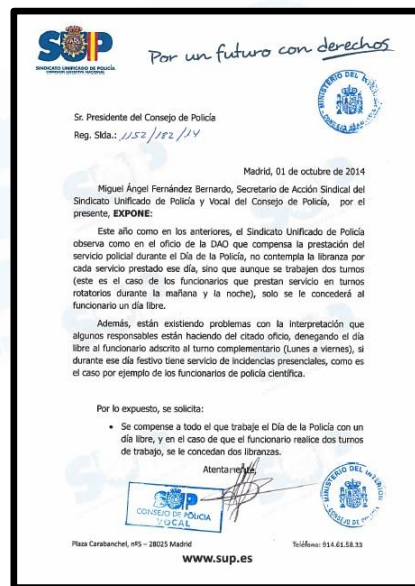 SUP
SINDICATO UNIFICADO DE POLICÍA
COMISIÓN EJECUTIVA NACIONAL
Por un futuro con derechos
MINISTERIO DEL
Sr. Presidente del Consejo de Policía
Reg. Slda.: 1152/182/14
Madrid, 01 de octubre de 2014
Miguel Ángel Fernández Bernardo, Secretario de Acción Sindical del
Sindicato Unificado de Policía y Vocal del Consejo de Policía, por el
presente, EXPONE:
Este año como en los anteriores, el Sindicato Unificado de Policía
observa como en el oficio de la DAO que compensa la prestación del
servicio policial durante el Día de la Policía, no contempla la libranza por
cada servicio prestado ese día, sino que aunque se trabajen dos turnos
(este es el caso de los funcionarios que prestan servicio en turnos
rotatorios durante la mañana y la noche), solo se le concederá al
funcionario un día libre.
Además, están existiendo problemas con la interpretación que
algunos responsables están haciendo del citado oficio, denegando el día
libre al funcionario adscrito al turno complementario (Lunes a viernes), si
durante ese día festivo tiene servicio de incidencias presenciales, como es
el caso por ejemplo de los funcionarios de policía científica.
Por lo expuesto, se solicita:
• Se compense a todo el que trabaje el Día de la Policía con un
día libre, y en el caso de que el funcionario realice dos turnos
de trabajo, se le concedan dos libranzas.
Atentamente,
SUP
CONSEJO DE POLICÍA
VOCAL
MINISTERIO DEL INTERIOR
CONSEJO DE POLICÍA
Plaza Carabanchel, nº5 – 28025 Madrid
Teléfono: 914.61.58.33
www.sup.es